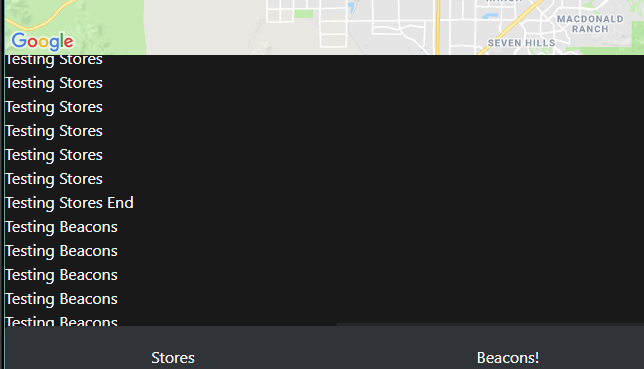 RANCH
MACDONALD
RANCH
SEVEN HILLS
Google
Testing Stores
Testing Stores
Testing Stores
Testing Stores
Testing Stores
Testing Stores
Testing Stores End
Testing Beacons
Testing Beacons
Testing Beacons
Testing Beacons
Testing Beacons
Stores
Beacons!